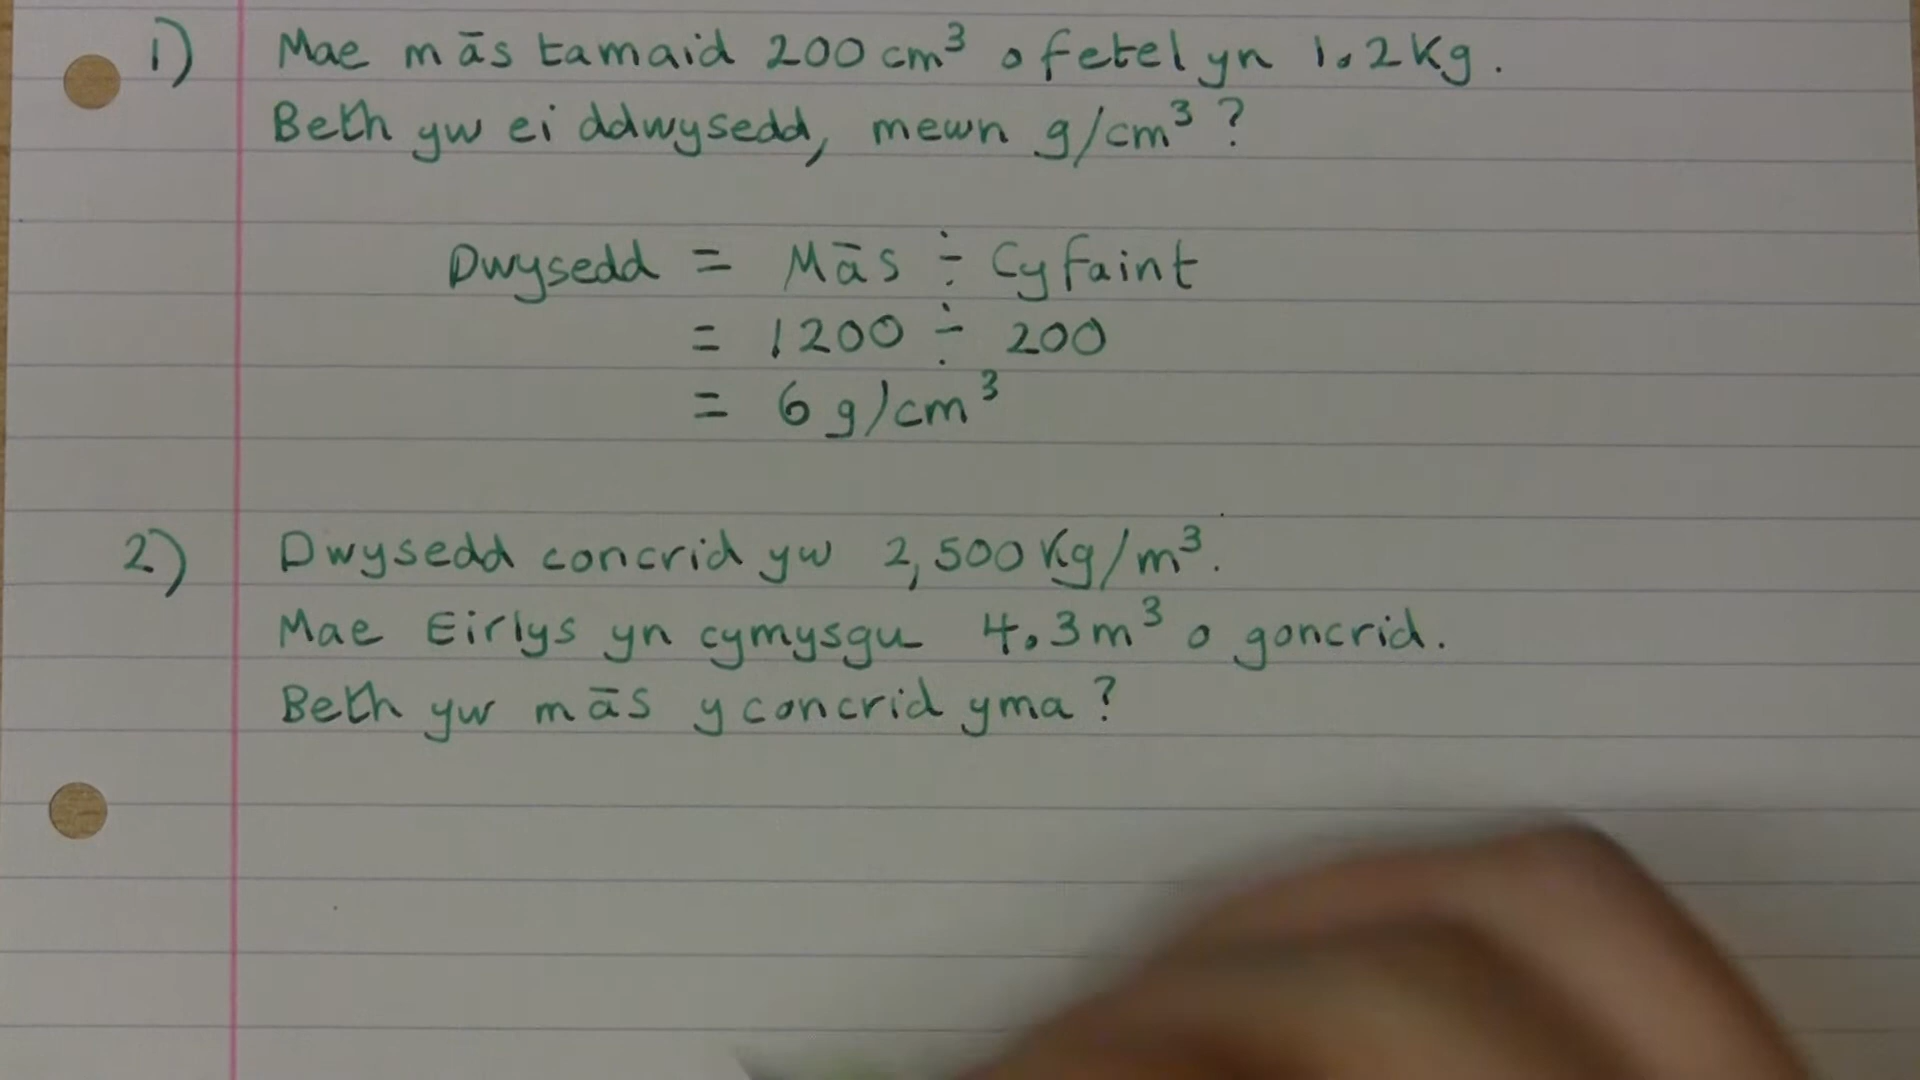 1) Mae mās tamaid 200 cm³ o fetel yn 1.2 Kg.
Beth yw ei ddwysedd, mewn g/cm³?
Dwysedd = Mās ÷ Cyfaint
= 1200 ÷ 200
= 6 g/cm³
2) Dwysedd concrid yw 2,500 Kg/m³.
Mae Eirlys yn cymysgu 4.3 m³ o goncrid.
Beth yw mās y concrid yma?